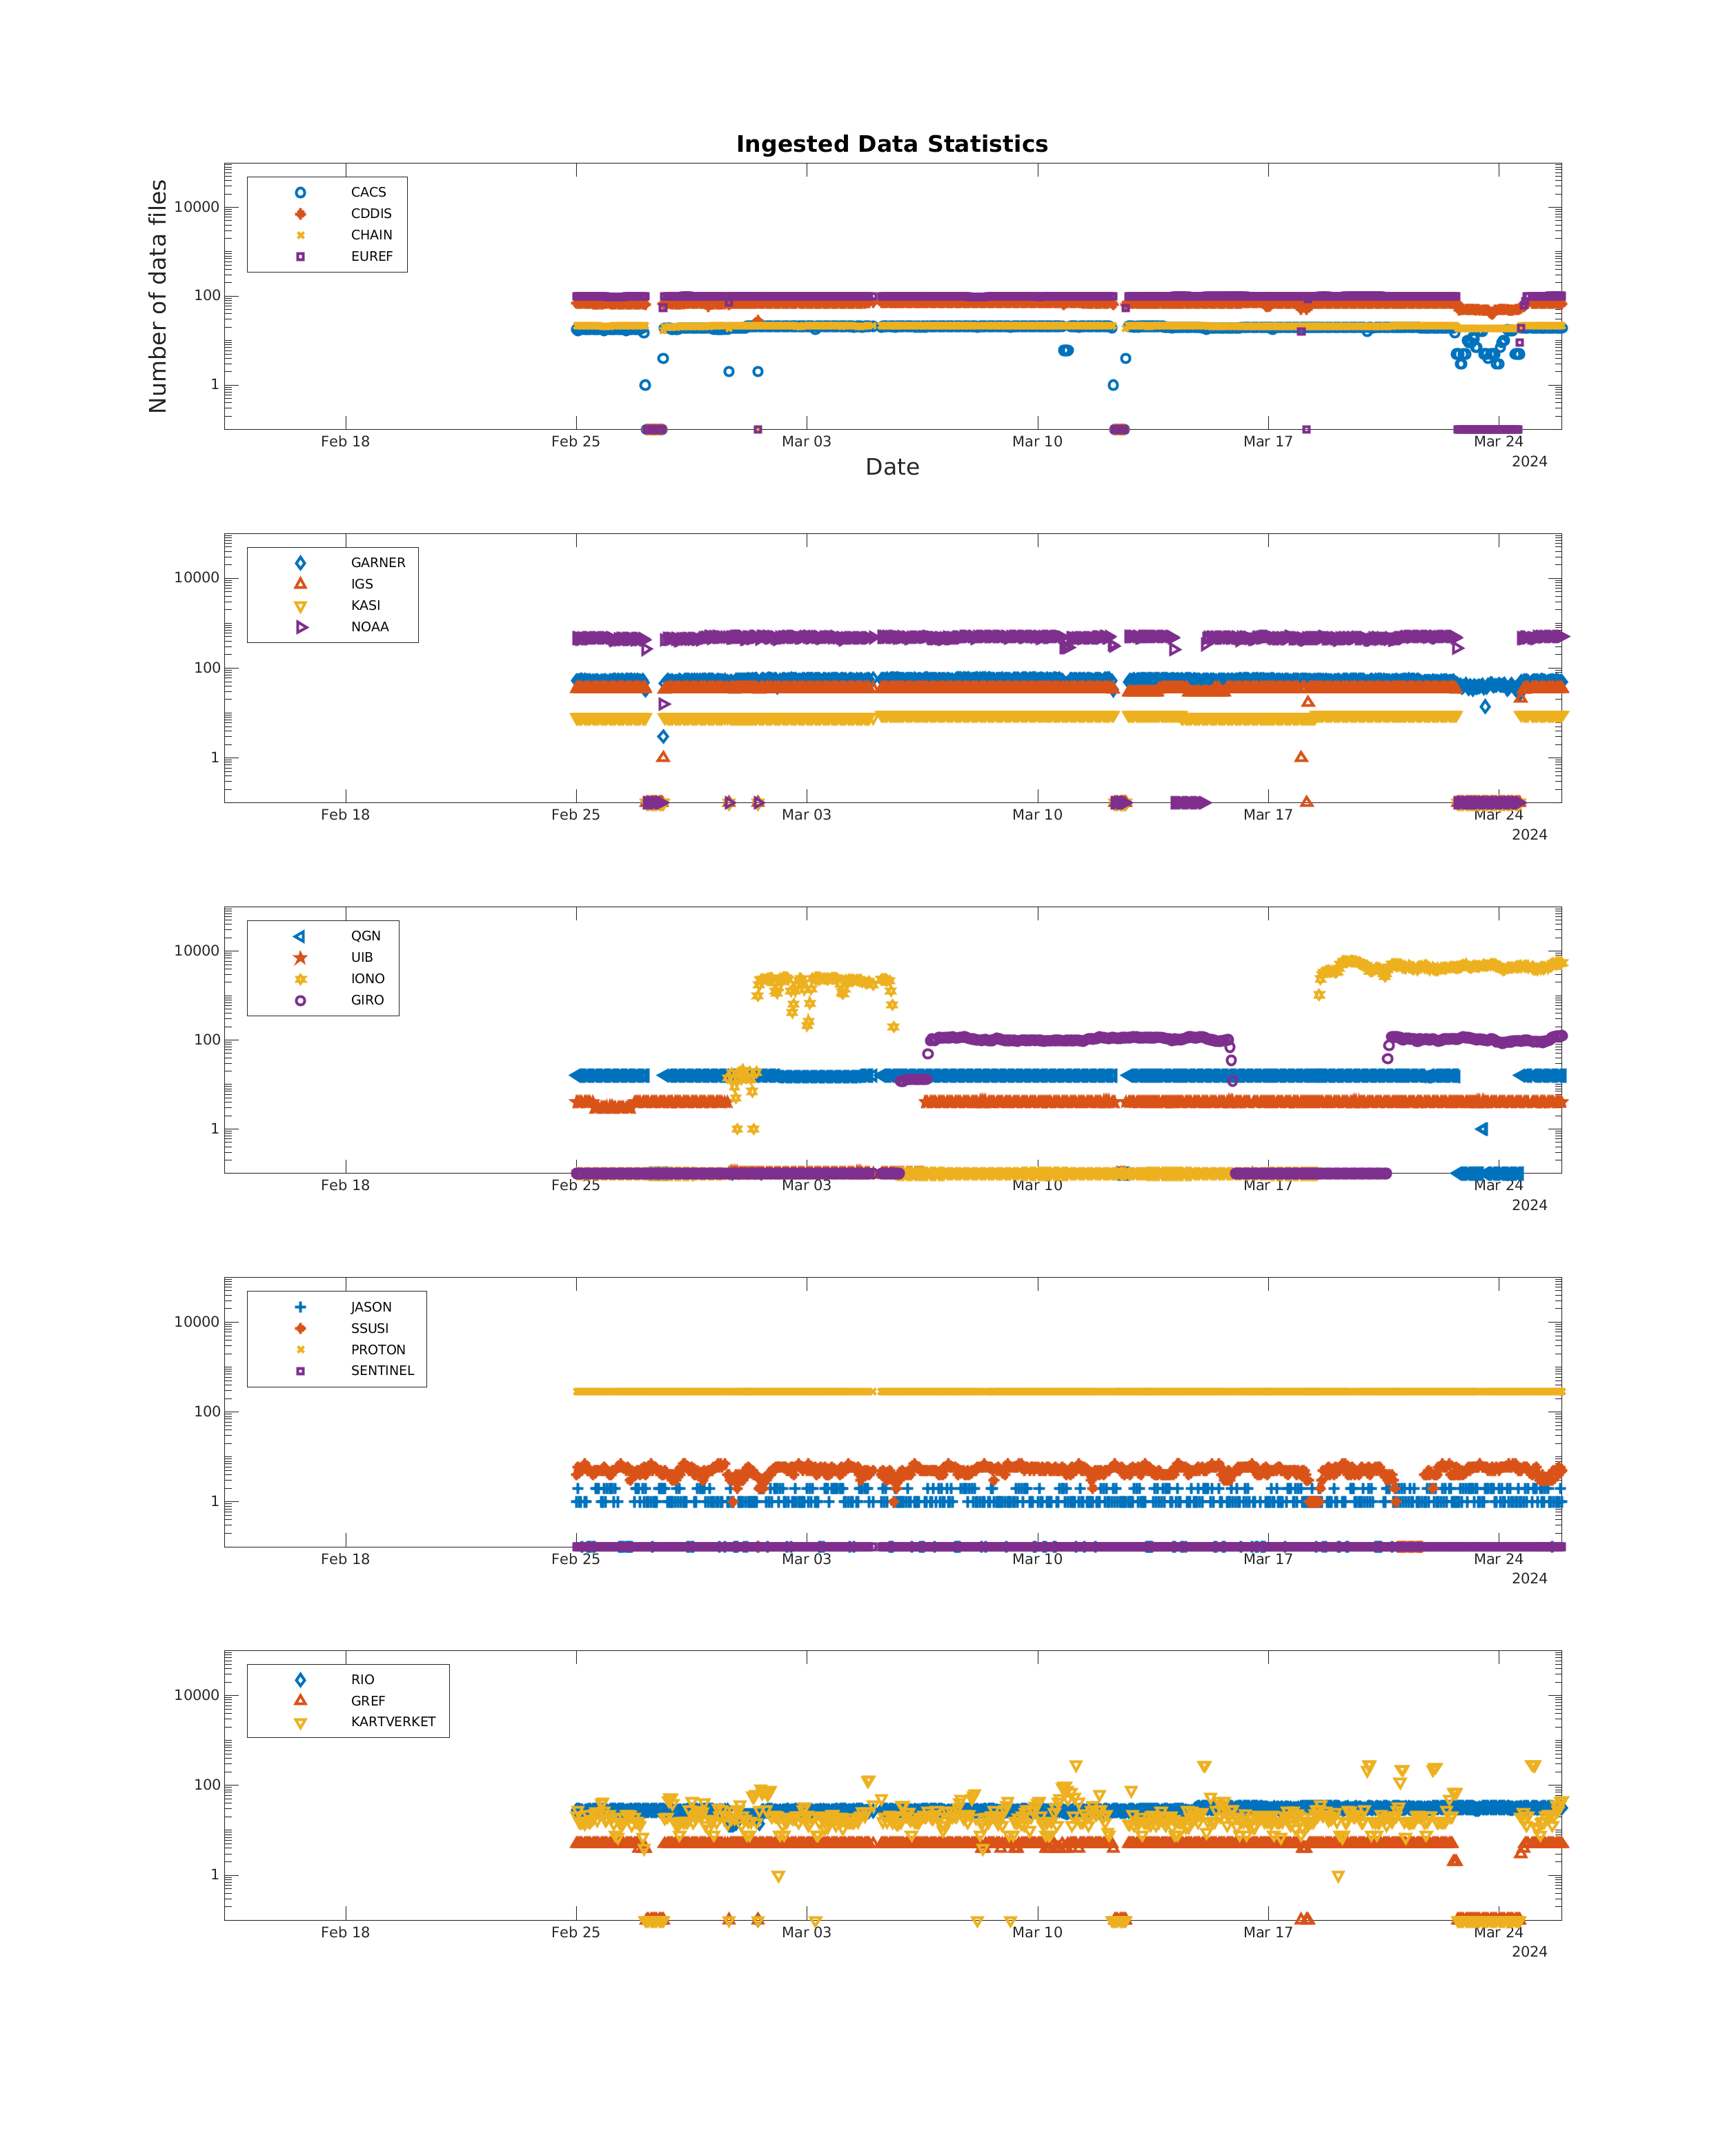 Ingested Data Statistics
Number of data files
10000
100
1
CACS
CDDIS
CHAIN
EUREF
Feb 18 Feb 25 Mar 03 Mar 10 Mar 17 Mar 24
2024
Date
10000
100
1
GARNER
IGS
KASI
NOAA
Feb 18 Feb 25 Mar 03 Mar 10 Mar 17 Mar 24
2024
10000
100
1
QGN
UIB
IONO
GIRO
Feb 18 Feb 25 Mar 03 Mar 10 Mar 17 Mar 24
2024
10000
100
1
JASON
SSUSI
PROTON
SENTINEL
Feb 18 Feb 25 Mar 03 Mar 10 Mar 17 Mar 24
2024
10000
100
1
RIO
GREF
KARTVERKET
Feb 18 Feb 25 Mar 03 Mar 10 Mar 17 Mar 24
2024